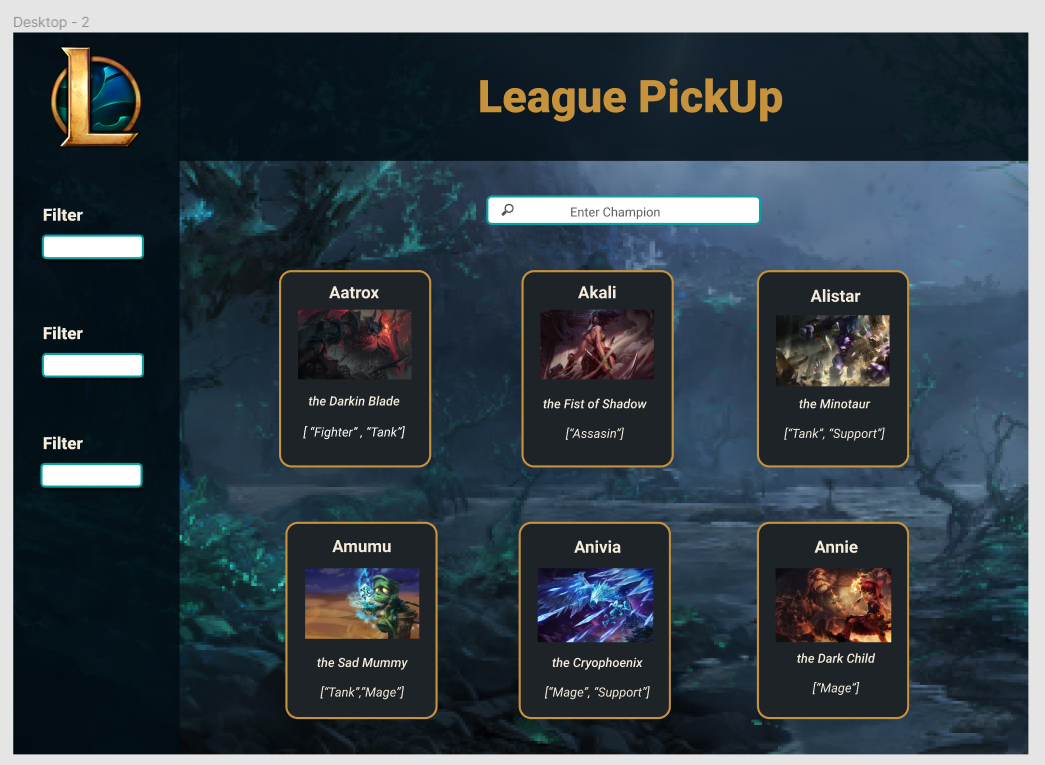 Desktop - 2
League PickUp
Enter Champion
Filter
Filter
Filter
Aatrox
the Darkin Blade
[ “Fighter” , “Tank”]
Akali
the Fist of Shadow
[“Assasin”]
Alistar
the Minotaur
[“Tank”, “Support”]
Amumu
the Sad Mummy
[“Tank”,”Mage”]
Anivia
the Cryophoenix
[“Mage”, “Support”]
Annie
the Dark Child
[“Mage”]